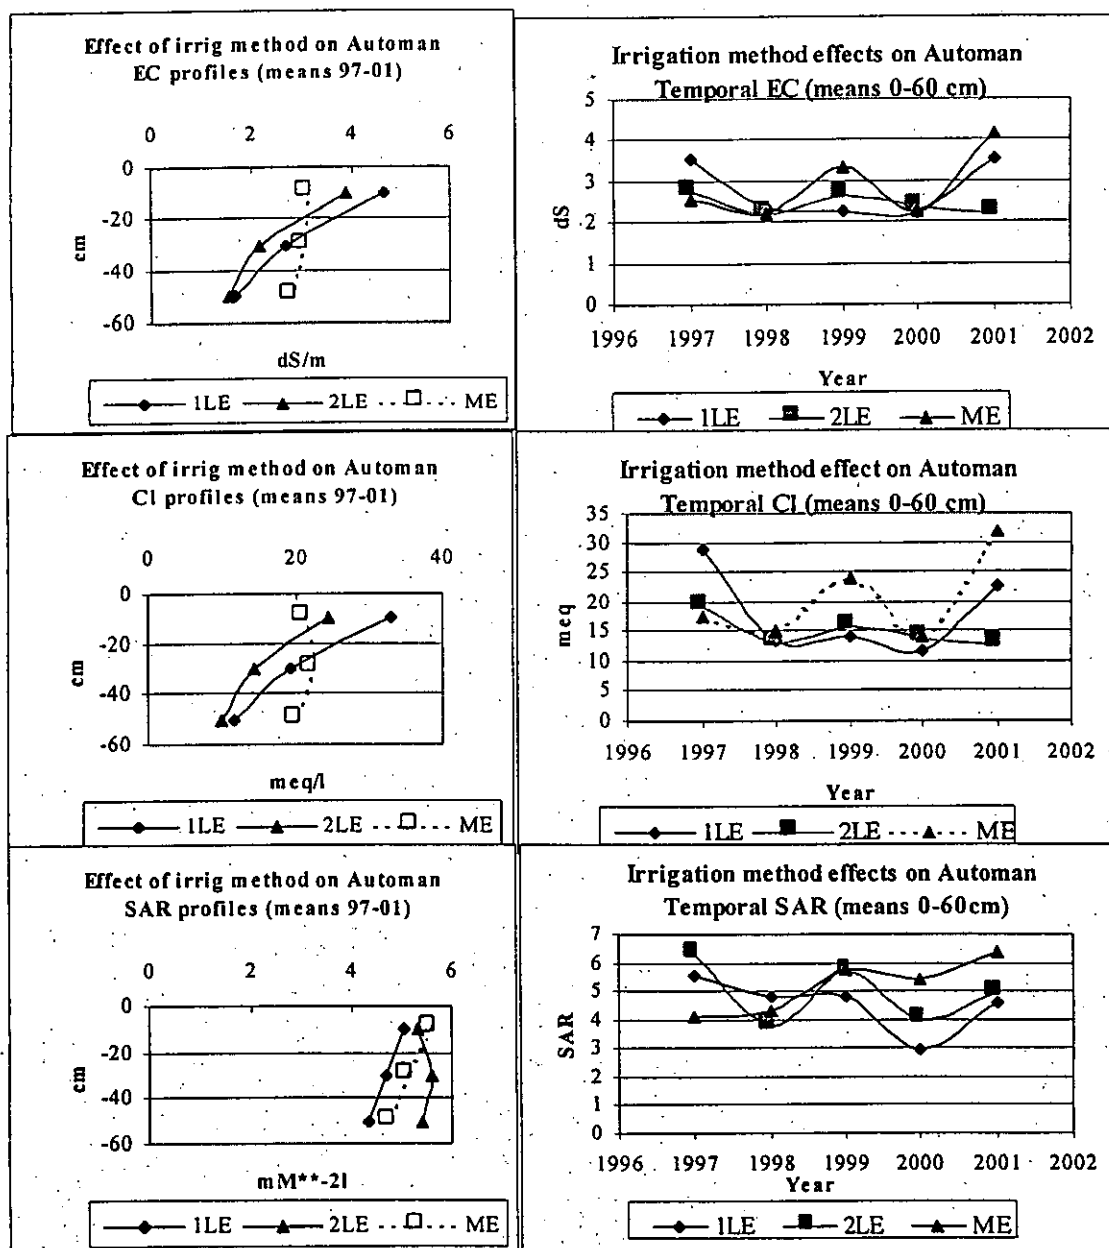 Effect of irrig method on Automan
EC profiles (means 97-01)
0 2 4 6
0
-20
-40
-60
cm
dS/m
1LE 2LE ME
Irrigation method effects on Automan
Temporal EC (means 0-60 cm)
5
4
3
2
1
0
dS
1996 1997 1998 1999 2000 2001 2002
Year
1LE 2LE ME
Effect of irrig method on Automan
Cl profiles (means 97-01)
0 20 40
0
-20
-40
-60
cm
meq/l
1LE 2LE ME
Irrigation method effect on Automan
Temporal Cl (means 0-60 cm)
35
30
25
20
15
10
5
0
meq
1996 1997 1998 1999 2000 2001 2002
Year
1LE 2LE ME
Effect of irrig method on Automan
SAR profiles (means 97-01)
0 2 4 6
0
-20
-40
-60
cm
mM**-2l
1LE 2LE ME
Irrigation method effects on Automan
Temporal SAR (means 0-60cm)
7
6
5
4
3
2
1
0
SAR
1996 1997 1998 1999 2000 2001 2002
Year
1LE 2LE ME